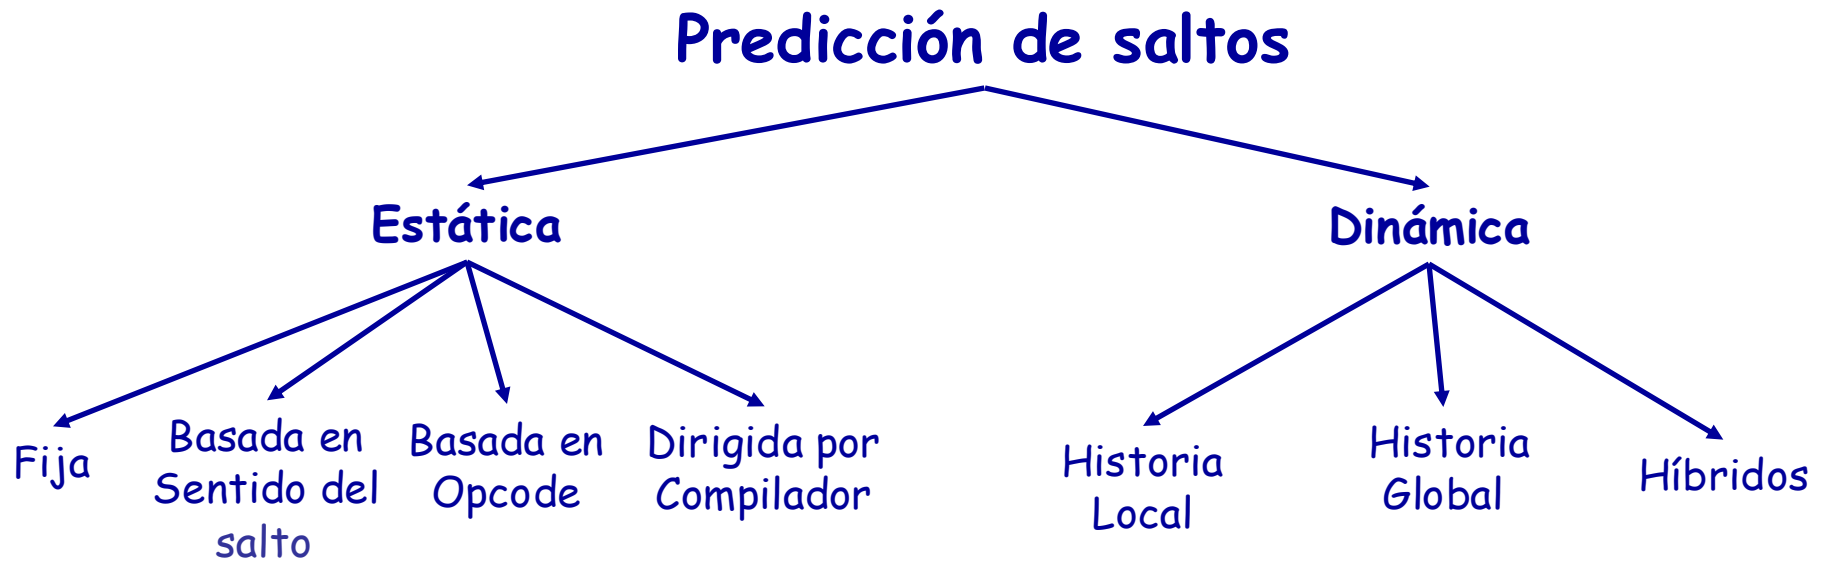 Predicción de saltos
Estática
Dinámica
Fija
Basada en
Sentido del
salto
Basada en
Opcode
Dirigida por
Compilador
Historia
Local
Historia
Global
Híbridos